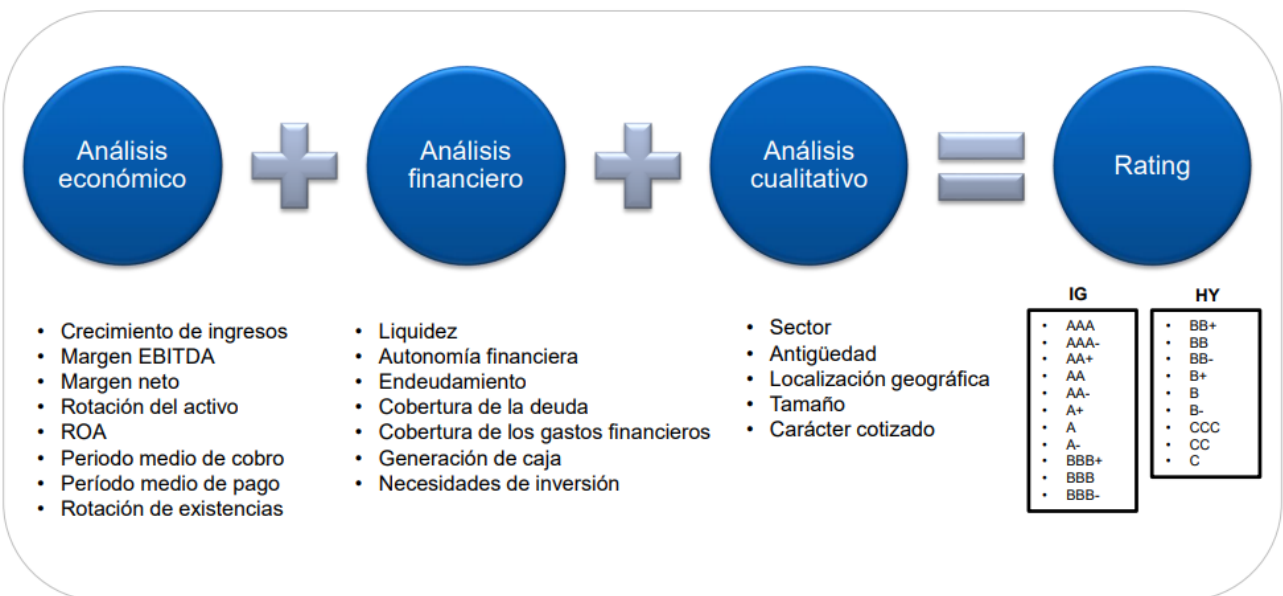 Análisis
económico
Análisis
financiero
Análisis
cualitativo
Rating
• Crecimiento de ingresos
• Margen EBITDA
• Margen neto
• Rotación del activo
• ROA
• Periodo medio de cobro
• Período medio de pago
• Rotación de existencias
• Liquidez
• Autonomía financiera
• Endeudamiento
• Cobertura de la deuda
• Cobertura de los gastos financieros
• Generación de caja
• Necesidades de inversión
• Sector
• Antigüedad
• Localización geográfica
• Tamaño
• Carácter cotizado
IG
• AAA
• AAA-
• AA+
• AA
• AA-
• A+
• A
• A-
• BBB+
• BBB
• BBB-
HY
• BB+
• BB
• BB-
• B+
• B
• B-
• CCC
• CC
• C